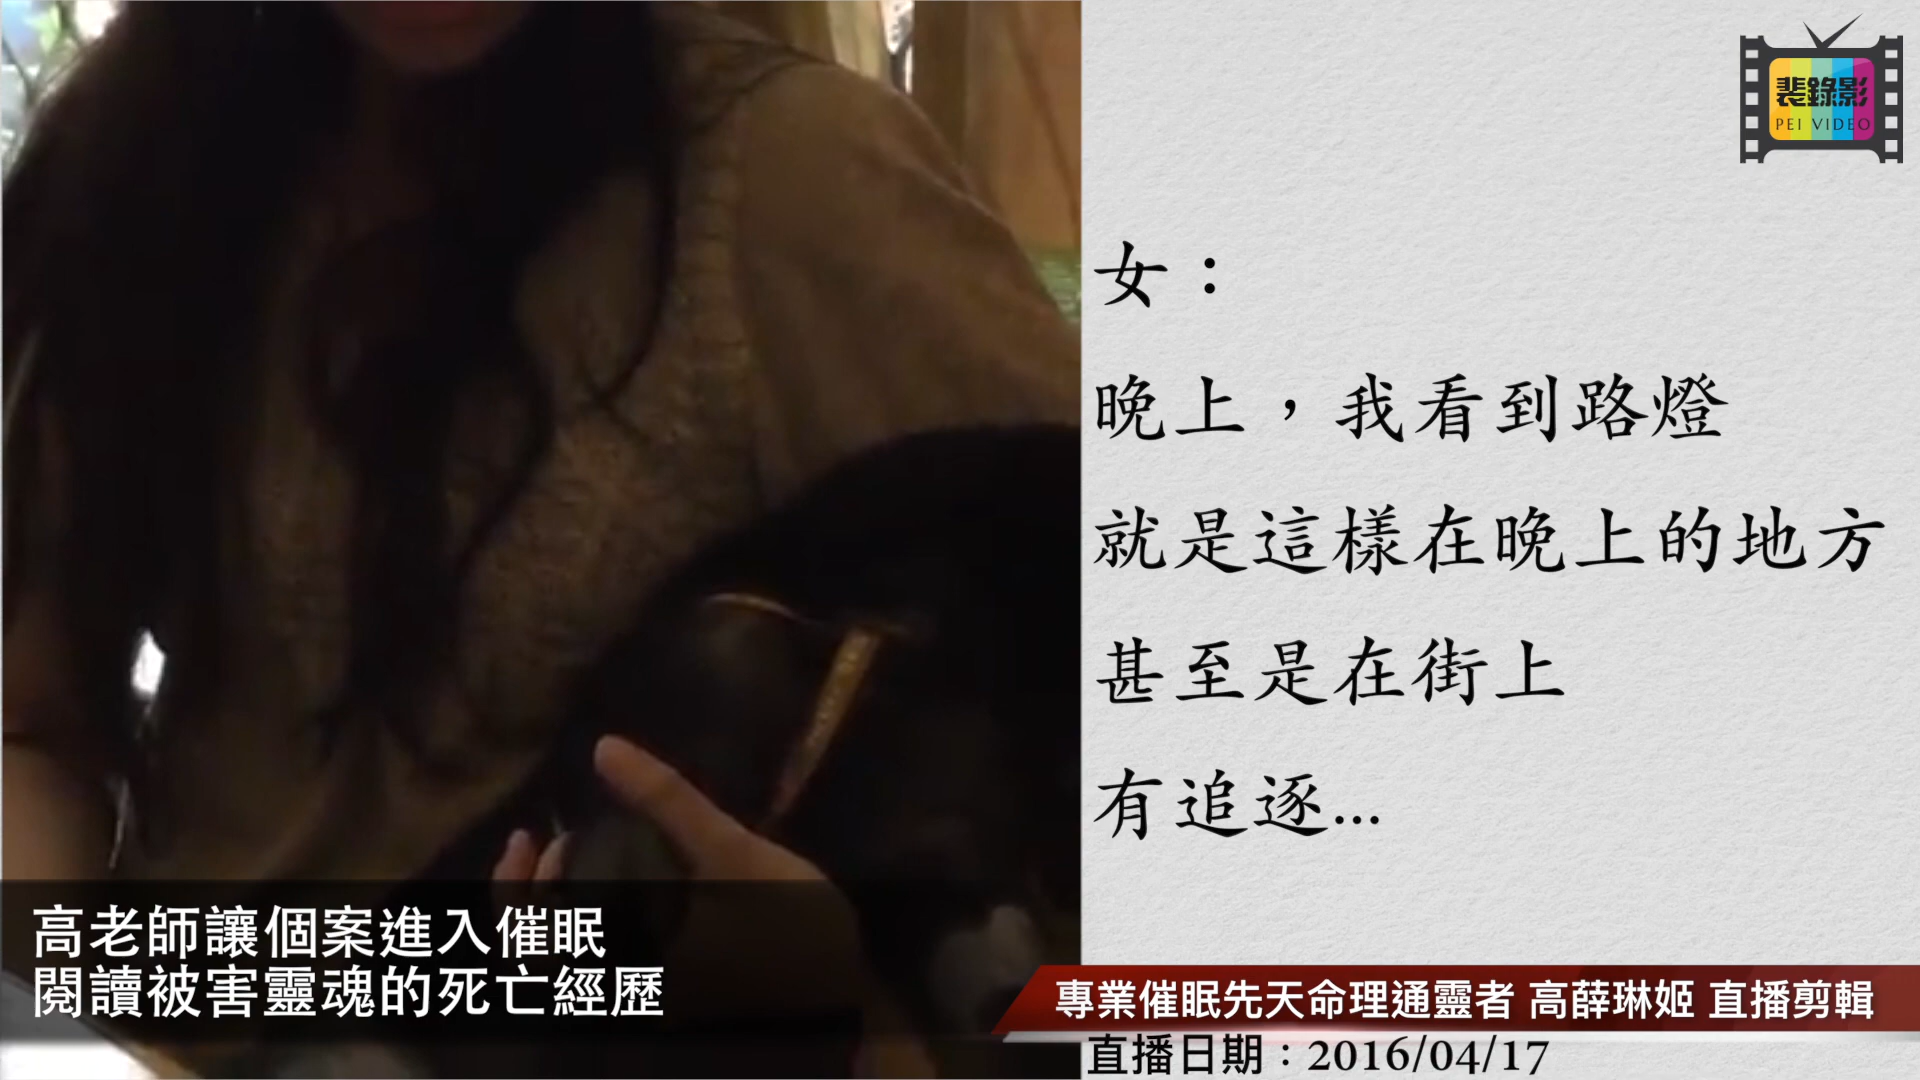 裴錄影
PEI VIDEO
女：
晚上，我看到路燈
就是這樣在晚上的地方
甚至是在街上
有追逐...
高老師讓個案進入催眠
閱讀被害靈魂的死亡經歷
專業催眠先天命理通靈者 高薛琳姬 直播剪輯
直播日期：2016/04/17